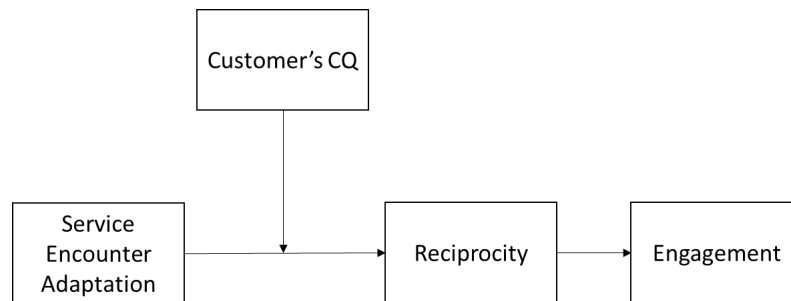 Customer's CQ
Service
Encounter
Adaptation
Reciprocity
Engagement